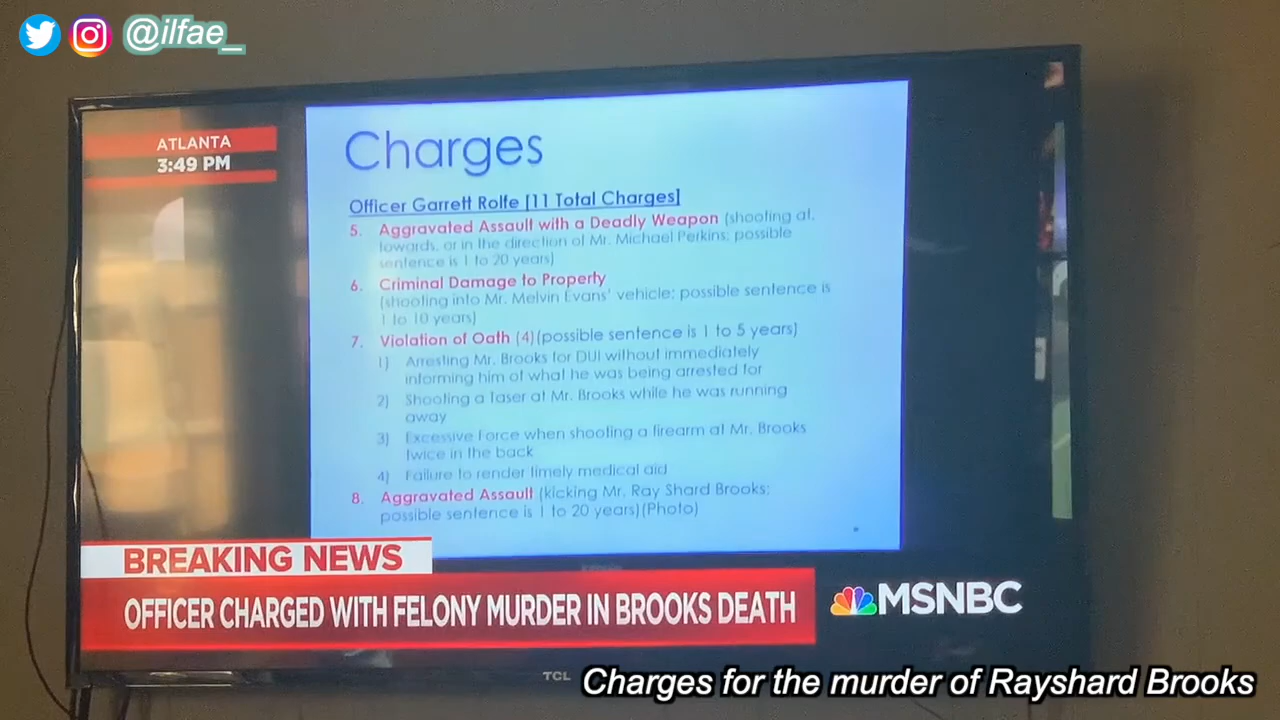 @ilfae_
ATLANTA
3:49 PM
Charges
Officer Garrett Rolfe [11 Total Charges]
5. Aggravated Assault with a Deadly Weapon (shooting at,
towards, or in the direction of Mr. Michael Perkins; possible
sentence is 1 to 20 years)
6. Criminal Damage to Property
(shooting into Mr. Melvin Evans' vehicle; possible sentence is
1 to 10 years)
7. Violation of Oath (4)(possible sentence is 1 to 5 years)
1) Arresting Mr. Brooks for DUI without immediately
informing him of what he was being arrested for
2) Shooting a Taser at Mr. Brooks while he was running
away
3) Excessive Force when shooting a firearm at Mr. Brooks
twice in the back
4) Failure to render timely medical aid
8. Aggravated Assault (kicking Mr. Ray Shard Brooks;
possible sentence is 1 to 20 years)(Photo)
BREAKING NEWS
OFFICER CHARGED WITH FELONY MURDER IN BROOKS DEATH
MSNBC
TCL
Charges for the murder of Rayshard Brooks